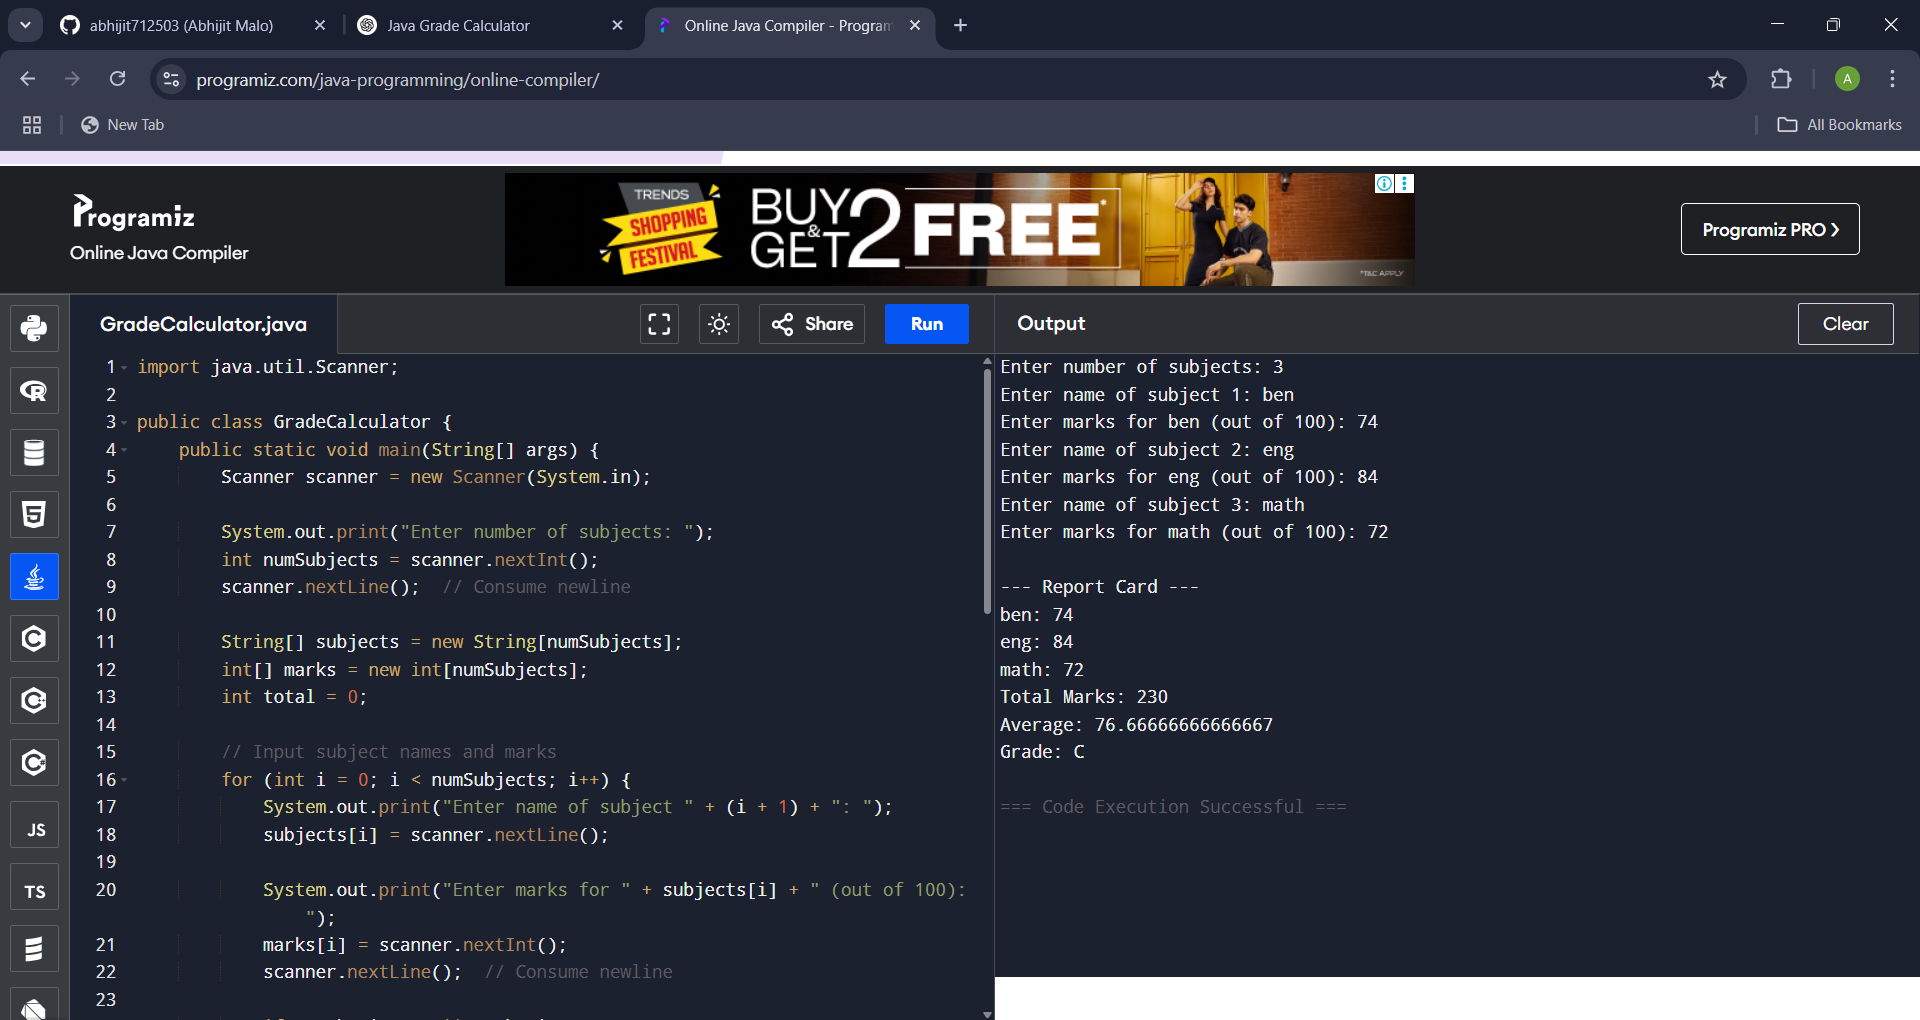 abhijit712503 (Abhijit Malo)
Java Grade Calculator
Online Java Compiler - Program
programiz.com/java-programming/online-compiler/
A
New Tab
All Bookmarks
Programiz
Online Java Compiler
TRENDS
SHOPPING
FESTIVAL
BUY 2
& GET
FREE*
*T&C APPLY
Programiz PRO >
GradeCalculator.java
Share
Run
Output
Clear
1 import java.util.Scanner;
2
3 public class GradeCalculator {
4 public static void main(String[] args) {
5 Scanner scanner = new Scanner(System.in);
6
7 System.out.print("Enter number of subjects: ");
8 int numSubjects = scanner.nextInt();
9 scanner.nextLine(); // Consume newline
10
11 String[] subjects = new String[numSubjects];
12 int[] marks = new int[numSubjects];
13 int total = 0;
14
15 // Input subject names and marks
16 for (int i = 0; i < numSubjects; i++) {
17 System.out.print("Enter name of subject " + (i + 1) + ": ");
18 subjects[i] = scanner.nextLine();
19
20 System.out.print("Enter marks for " + subjects[i] + " (out of 100):
");
21 marks[i] = scanner.nextInt();
22 scanner.nextLine(); // Consume newline
23
Enter number of subjects: 3
Enter name of subject 1: ben
Enter marks for ben (out of 100): 74
Enter name of subject 2: eng
Enter marks for eng (out of 100): 84
Enter name of subject 3: math
Enter marks for math (out of 100): 72
--- Report Card ---
ben: 74
eng: 84
math: 72
Total Marks: 230
Average: 76.66666666666667
Grade: C
=== Code Execution Successful ===
R
5
C
C
C
JS
TS